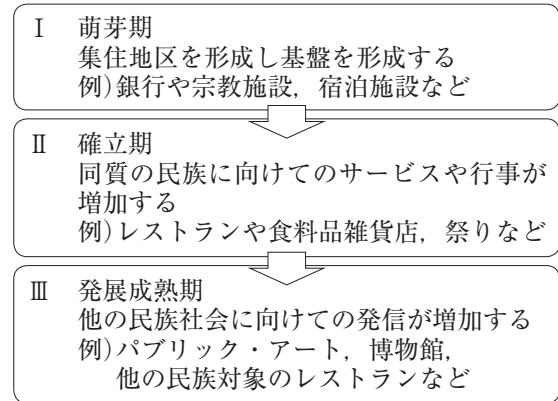 Ⅰ 萌芽期
集住地区を形成し基盤を形成する
例)銀行や宗教施設，宿泊施設など
Ⅱ 確立期
同質の民族に向けてのサービスや行事が
増加する
例)レストランや食料品雑貨店，祭りなど
Ⅲ 発展成熟期
他の民族社会に向けての発信が増加する
例)パブリック・アート，博物館，
他の民族対象のレストランなど